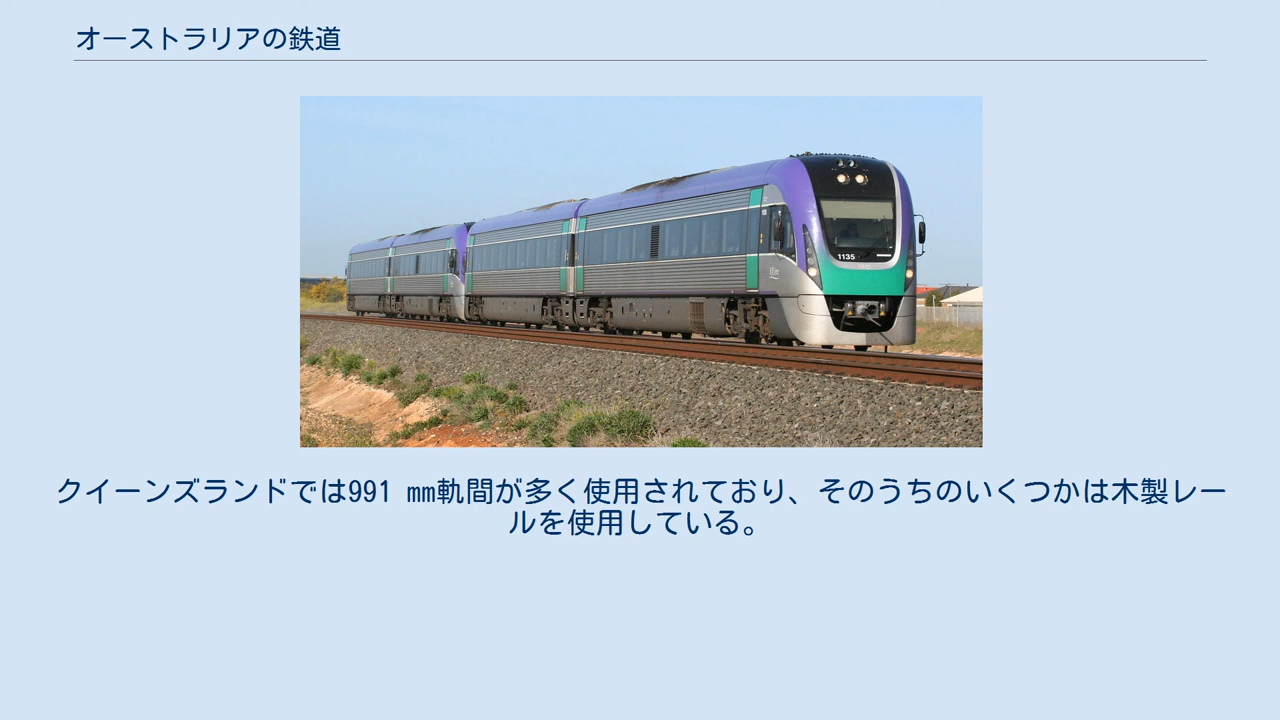 オーストラリアの鉄道
1135
クイーンズランドでは991 mm軌間が多く使用されており、そのうちのいくつかは木製レー
ルを使用している。